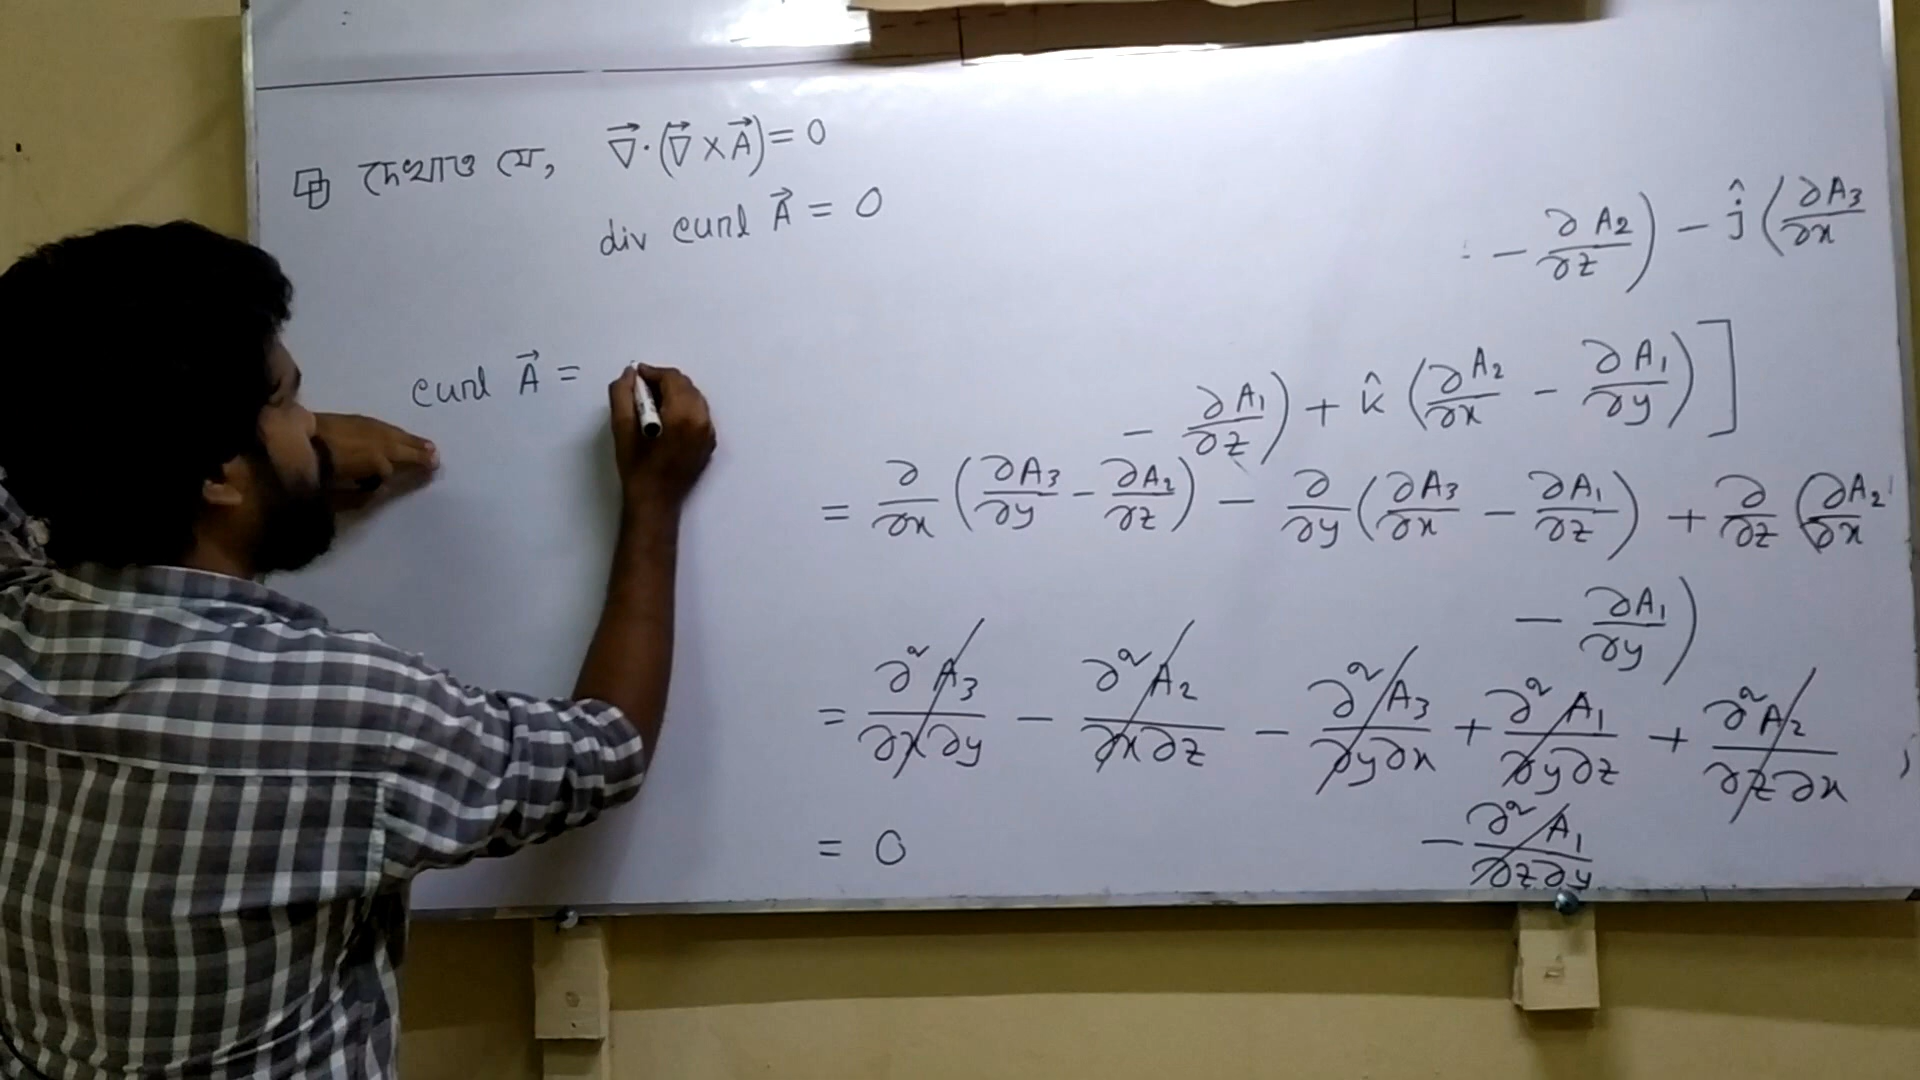 দেখাও যে, ∇⃗·(∇⃗×A⃗)=0
div curl A⃗ = 0
- ∂A₂/∂z) - ĵ(∂A₃/∂x
curl A⃗ =
- ∂A₁/∂z) + k̂(∂A₂/∂x - ∂A₁/∂y)]
= ∂/∂x(∂A₃/∂y - ∂A₂/∂z) - ∂/∂y(∂A₃/∂x - ∂A₁/∂z) + ∂/∂z(∂A₂/∂x
- ∂A₁/∂y)
= ∂²A₃/∂x∂y - ∂²A₂/∂x∂z - ∂²A₃/∂y∂x + ∂²A₁/∂y∂z + ∂²A₂/∂z∂x
- ∂²A₁/∂z∂y
= 0